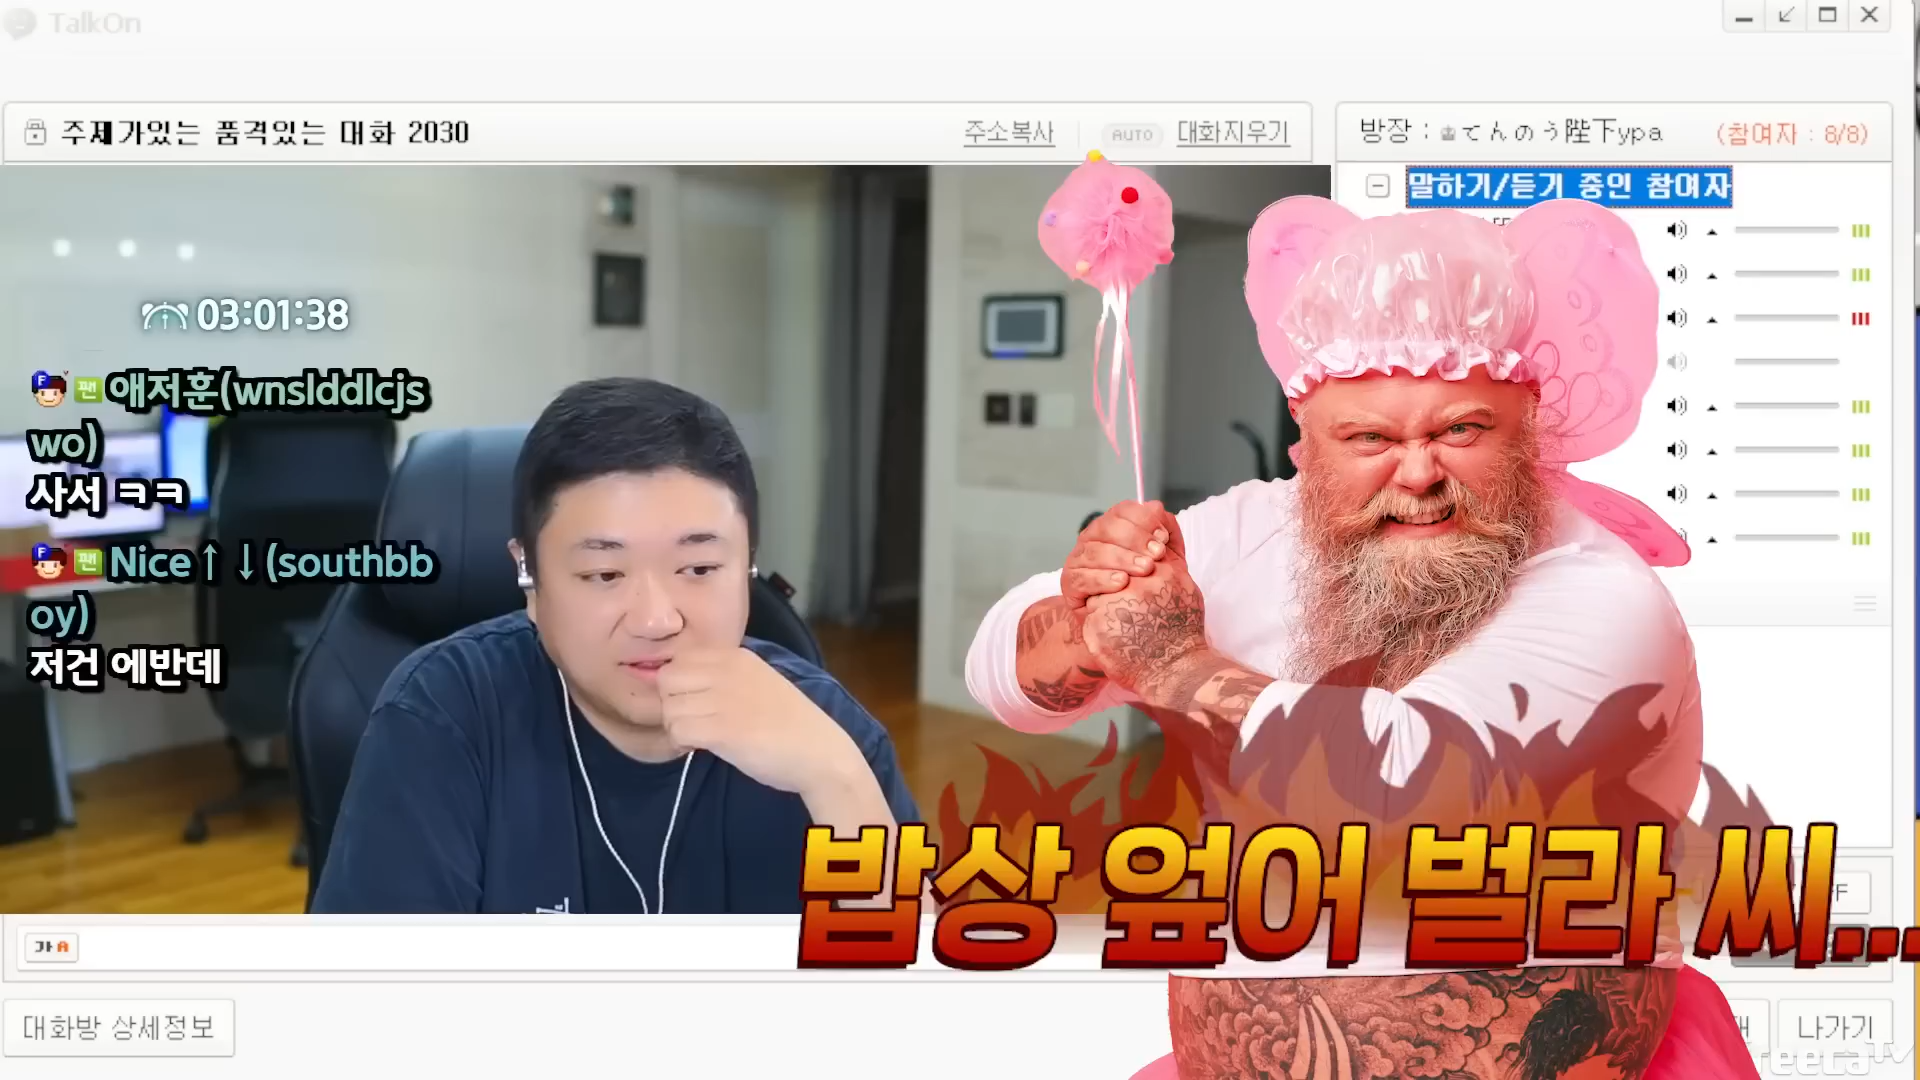 TalkOn
주제가있는 품격있는 대화 2030
주소복사
AUTO
대화지우기
방장 : てんのう陛下ypa
(참여자 : 8/8)
말하기/듣기 중인 참여자
03:01:38
F 팬 애저훈(wnslddlcjs
wo)
사서 ㅋㅋ
F 팬 Nice↑↓(southbb
oy)
저건 에반데
밥상 엎어 벌라 씨...
가A
대화방 상세정보
나가기